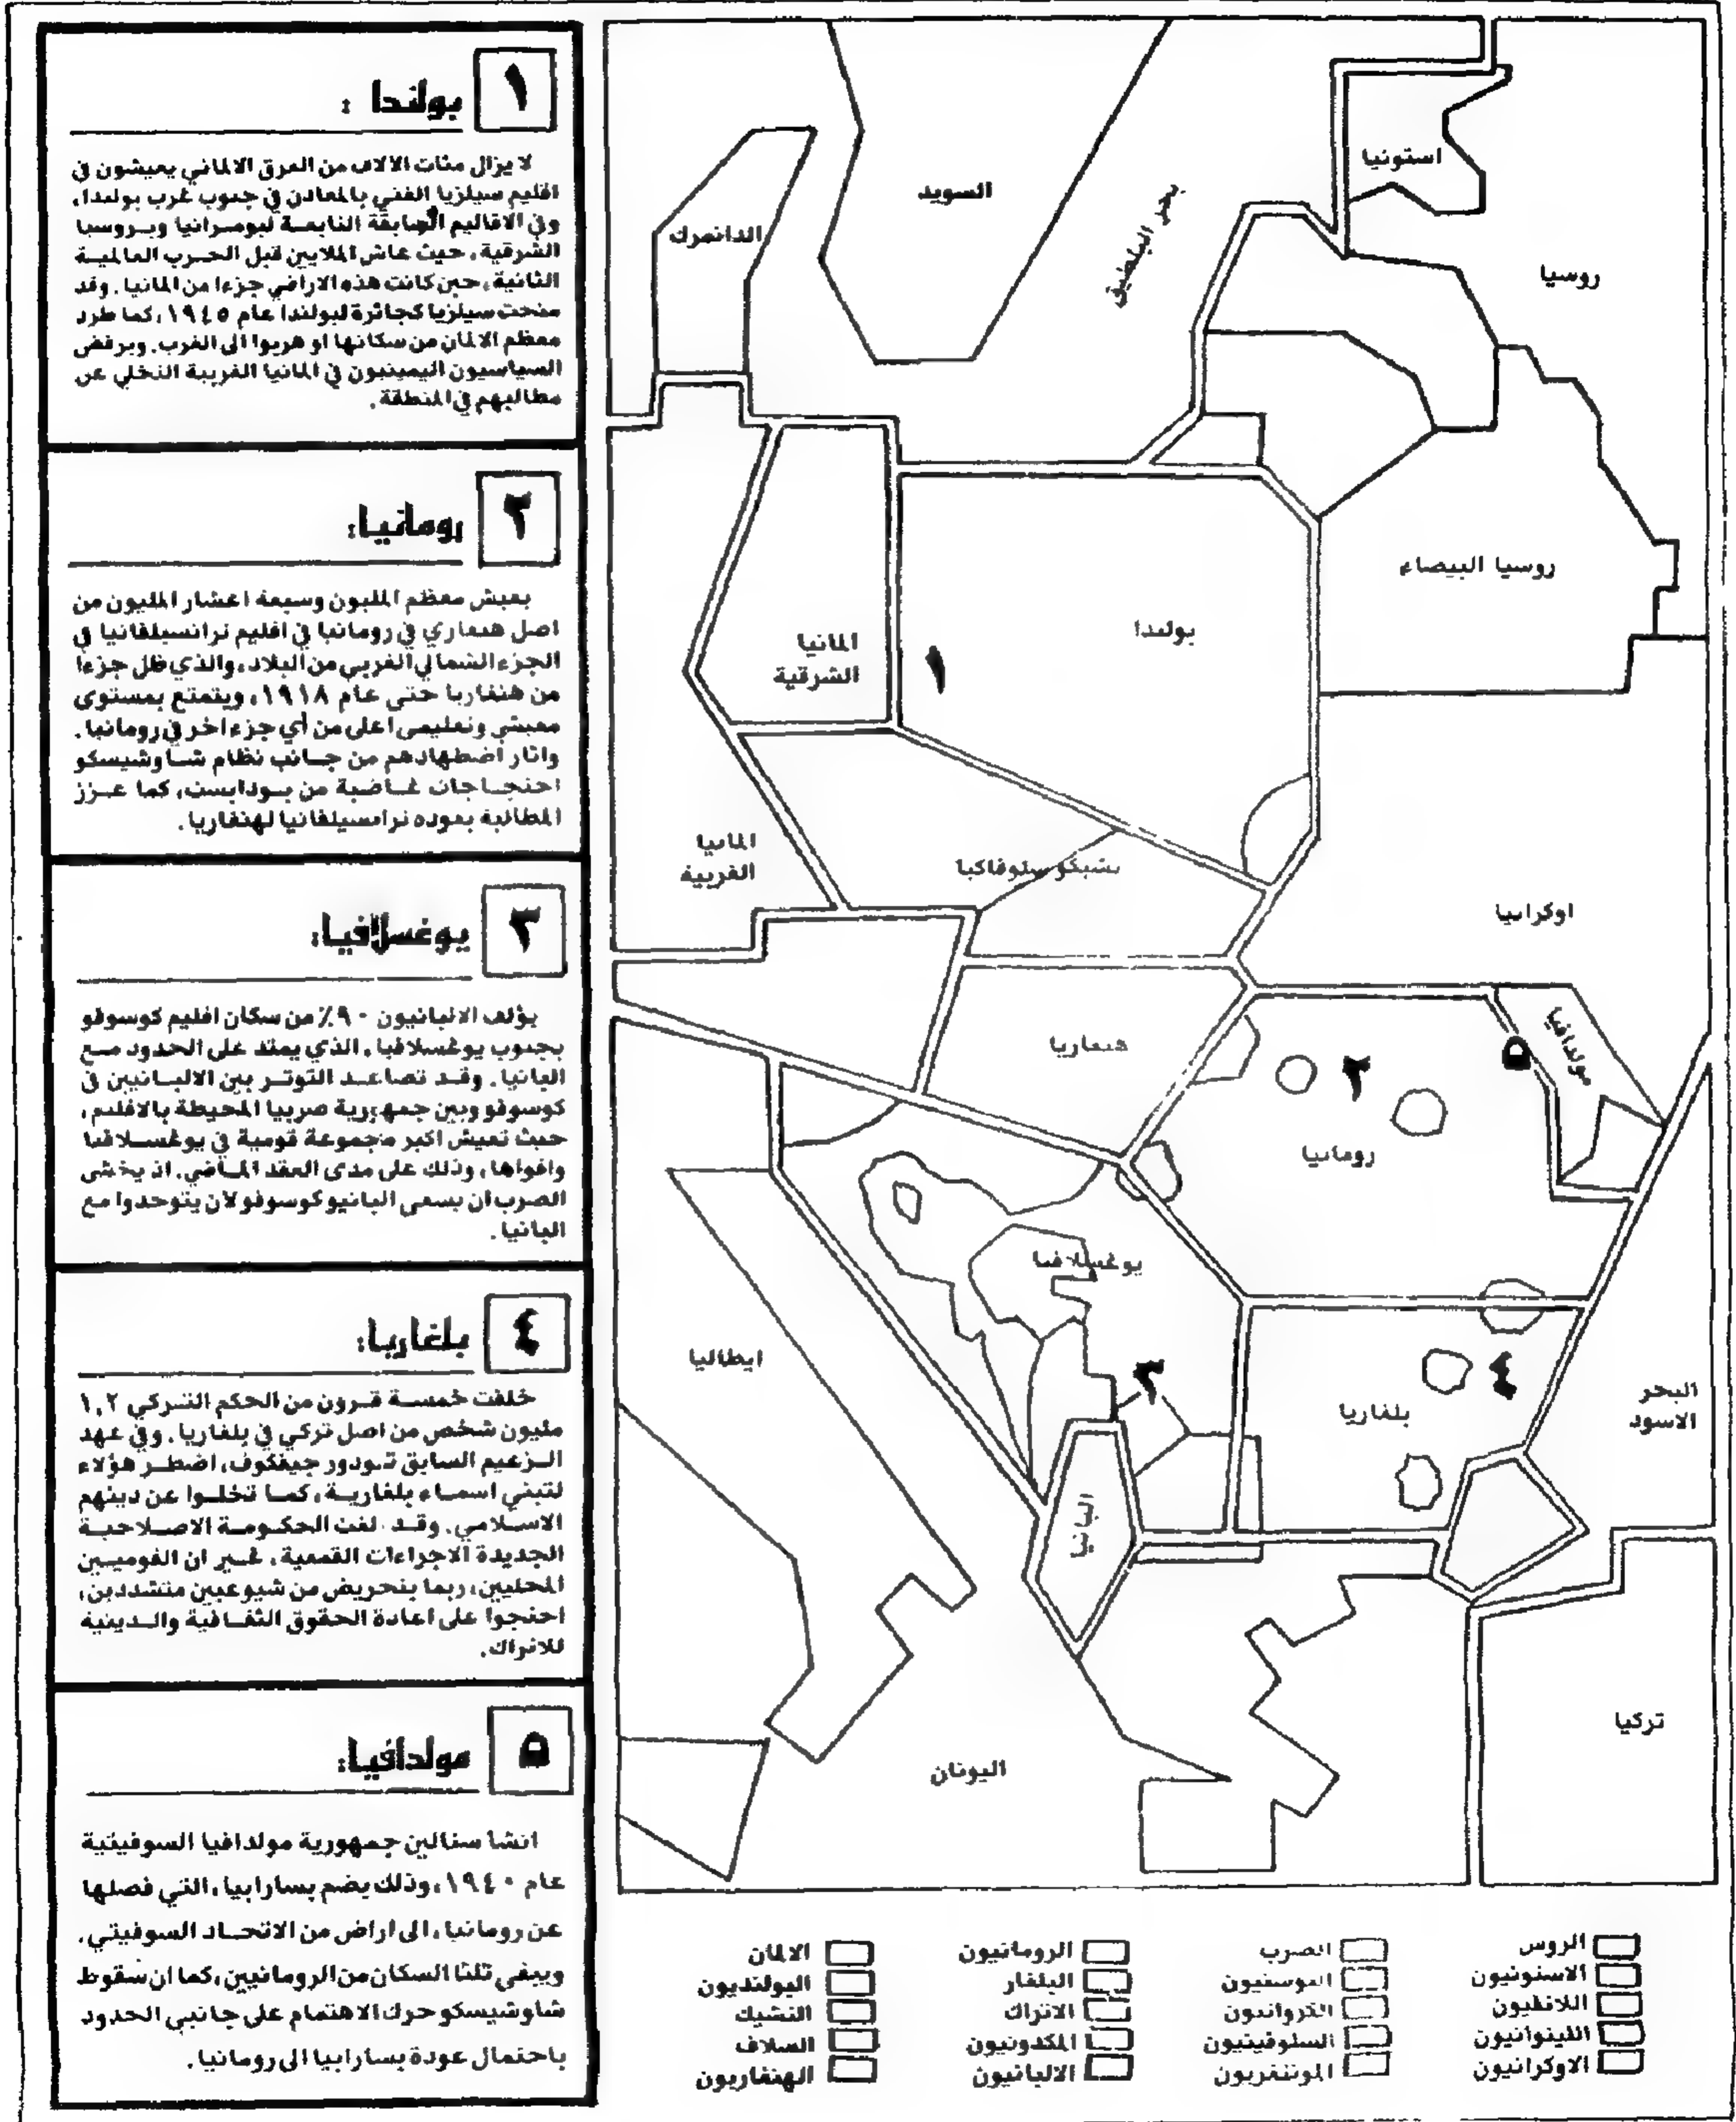 ١
بولندا :
لا يزال مئات الآلاف من العرق الالماني يعيشون في
اقليم سيلزيا الغني بالمعادن في جنوب غرب بولندا،
وفي الاقاليم السابقة التابعة لبومرانيا وبروسيا
الشرقية، حيث عاش الملايين قبل الحرب العالمية
الثانية، حين كانت هذه الاراضي جزءا من المانيا. وقد
منحت سيلزيا كجائزة لبولندا عام ١٩٤٥، كما طرد
معظم الالمان من سكانها او هربوا الى الغرب. ويرفض
السياسيون اليمينيون في المانيا الغربية التخلي عن
مطالبهم في المنطقة.
٢
رومانيا:
يعيش معظم المليون وسبعة اعشار المليون من
اصل هنغاري في رومانيا في اقليم ترانسيلفانيا في
الجزء الشمالي الغربي من البلاد، والذي ظل جزءا
من هنغاريا حتى عام ١٩١٨، ويتمتع بمستوى
معيشي وتعليمي اعلى من أي جزء اخر في رومانيا.
واثار اضطهادهم من جانب نظام شاوشيسكو
احتجاجات غاضبة من بودابست، كما عزز
المطالبة بعودة ترانسيلفانيا لهنغاريا.
٣
يوغسلافيا:
يؤلف الالبانيون ٩٠٪ من سكان اقليم كوسوفو
بجنوب يوغسلافيا، الذي يمتد على الحدود مع
البانيا. وقد تصاعد التوتر بين الالبانيين في
كوسوفو وبين جمهورية صربيا المحيطة بالاقليم،
حيث تعيش اكبر مجموعة قومية في يوغسلافيا
واقواها، وذلك على مدى العقد الماضي. اذ يخشى
الصرب ان يسعى البانيو كوسوفو لان يتوحدوا مع
البانيا.
٤
بلغاريا:
خلفت خمسة قرون من الحكم التركي ١,٢
مليون شخص من اصل تركي في بلغاريا. وفي عهد
الزعيم السابق تودور جيفكوف، اضطر هؤلاء
لتبني اسماء بلغارية، كما تخلوا عن دينهم
الاسلامي. وقد لغت الحكومة الاصلاحية
الجديدة الاجراءات القمعية، غير ان القوميين
المحليين، ربما بتحريض من شيوعيين متشددين،
احتجوا على اعادة الحقوق الثقافية والدينية
للاتراك.
٥
مولدافيا:
انشا ستالين جمهورية مولدافيا السوفيتية
عام ١٩٤٠، وذلك بضم بسارابيا، التي فصلها
عن رومانيا، الى اراض من الاتحاد السوفيتي.
ويبقى ثلثا السكان من الرومانيين، كما ان سقوط
شاوشيسكو حرك الاهتمام على جانبي الحدود
باحتمال عودة بسارابيا الى رومانيا.
استونيا
السويد
بحر البلطيق
الدانمرك
روسيا
روسيا البيضاء
بولندا
المانيا
الشرقية
١
المانيا
الغربية
تشيكوسلوفاكيا
اوكرانيا
هنغاريا
مولدافيا
٥
٢
رومانيا
يوغسلافيا
ايطاليا
٣
٤
بلغاريا
البحر
الاسود
البانيا
تركيا
اليونان
الروس
الاستونيون
اللاتفيون
الليتوانيون
الاوكرانيون
الصرب
البوسنيون
الكرواتيون
السلوفينيون
المونتنغريون
الرومانيون
البلغار
الاتراك
المكدونيون
الالبانيون
الالمان
البولنديون
التشيك
السلاف
الهنغاريون